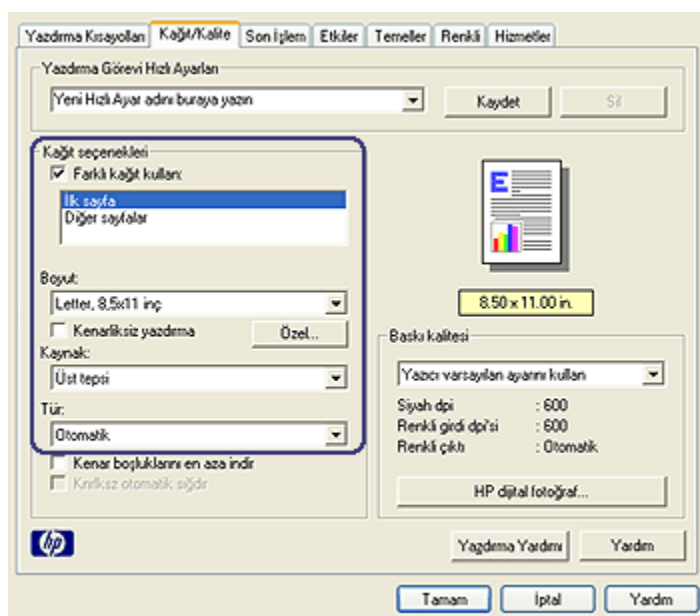 Yazdırma Kısayolları Kağıt/Kalite Son İşlem Etkiler Temeller Renkli Hizmetler
Yazdırma Görevi Hızlı Ayarları
Yeni Hızlı Ayar adını buraya yazın Kaydet Sil
Kağıt seçenekleri
Farklı kağıt kullan:
İlk sayfa
Diğer sayfalar
E
Boyut:
Letter, 8,5x11 inç
8.50 x 11.00 in.
Kenarlıksız yazdırma Özel...
Kaynak:
Üst tepsi
Tür:
Otomatik
Kenar boşluklarını en aza indir
Knrlksz otomatik sığdır
Baskı kalitesi
Yazıcı varsayılan ayarını kullan
Siyah dpi : 600
Renkli girdi dpi'si : 600
Renkli çıktı : Otomatik
HP dijital fotoğraf...
hp
Yazdırma Yardımı Yardım
Tamam İptal Yardım